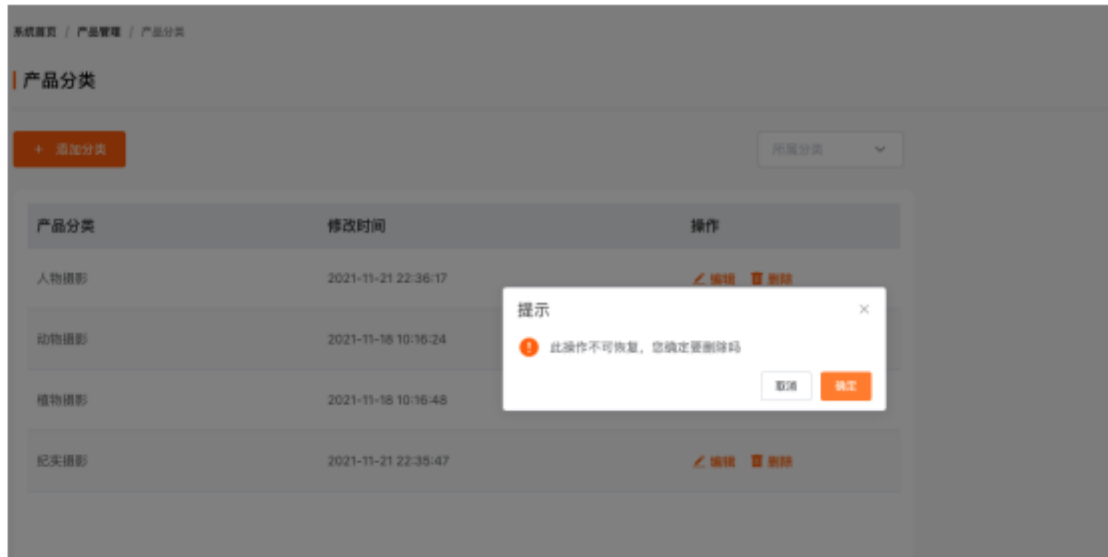 系统首页 / 产品管理 / 产品分类
产品分类
+ 添加分类
所属分类
产品分类 修改时间 操作
人物摄影 2021-11-21 22:36:17 编辑 删除
动物摄影 2021-11-18 10:16:24
植物摄影 2021-11-18 10:16:48
纪实摄影 2021-11-21 22:35:47 编辑 删除
提示
此操作不可恢复，您确定要删除吗
取消 确定